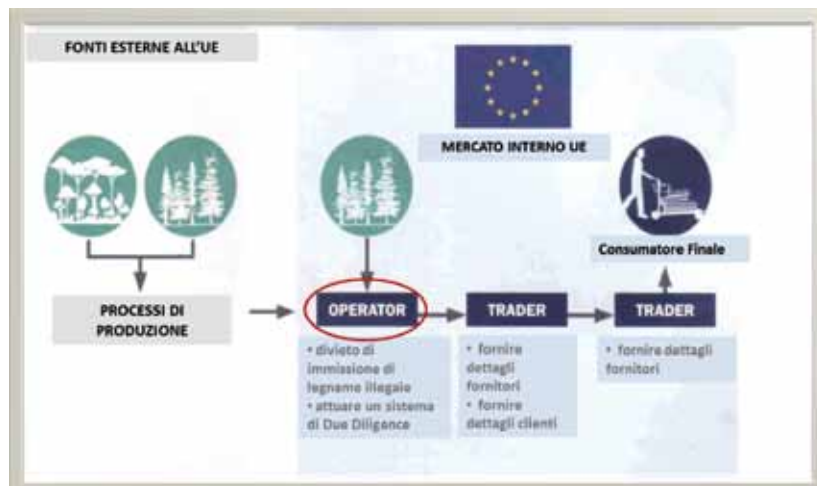 FONTI ESTERNE ALL'UE
MERCATO INTERNO UE
Consumatore Finale
PROCESSI DI
PRODUZIONE
OPERATOR
TRADER
TRADER
• divieto di
immissione di
legname illegale
• attuare un sistema
di Due Diligence
• fornire
dettagli
fornitori
• fornire
dettagli clienti
• fornire dettagli
fornitori